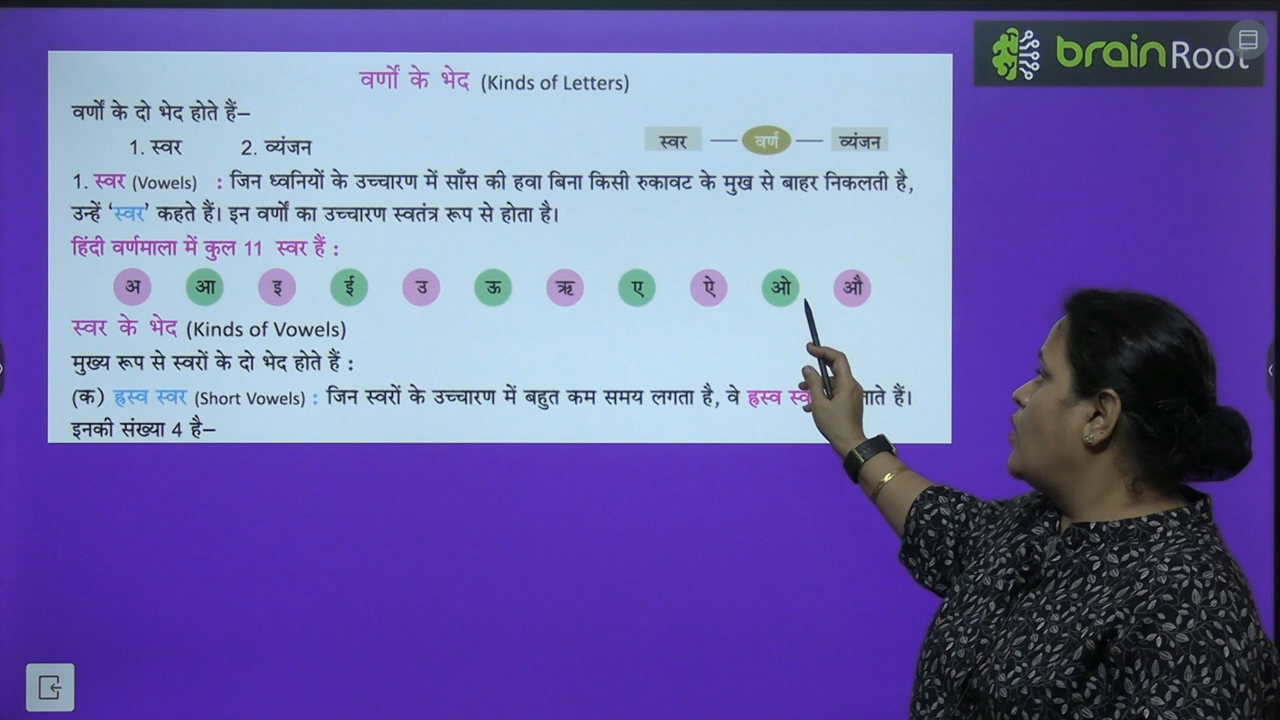 brainRoot
वर्णों के भेद (Kinds of Letters)
वर्णों के दो भेद होते हैं–
1. स्वर 2. व्यंजन
स्वर — वर्ण — व्यंजन
1. स्वर (Vowels) : जिन ध्वनियों के उच्चारण में साँस की हवा बिना किसी रुकावट के मुख से बाहर निकलती है,
उन्हें ‘स्वर’ कहते हैं। इन वर्णों का उच्चारण स्वतंत्र रूप से होता है।
हिंदी वर्णमाला में कुल 11 स्वर हैं :
अ आ इ ई उ ऊ ऋ ए ऐ ओ औ
स्वर के भेद (Kinds of Vowels)
मुख्य रूप से स्वरों के दो भेद होते हैं :
(क) ह्रस्व स्वर (Short Vowels) : जिन स्वरों के उच्चारण में बहुत कम समय लगता है, वे ह्रस्व हैं।
इनकी संख्या 4 है–